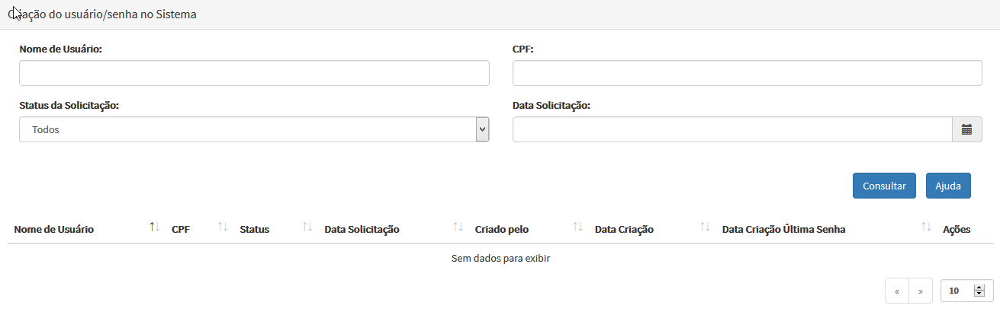 Criação do usuário/senha no Sistema
Nome de Usuário: CPF:
Status da Solicitação: Data Solicitação:
Todos
Consultar Ajuda
Nome de Usuário CPF Status Data Solicitação Criado pelo Data Criação Data Criação Última Senha Ações
Sem dados para exibir
« » 10